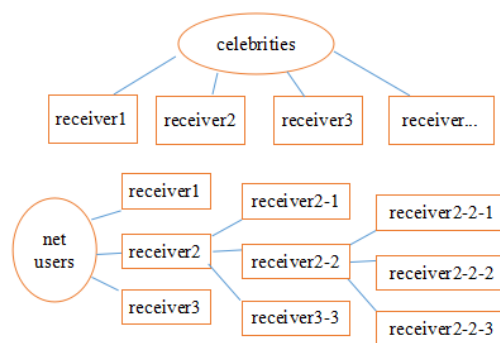 celebrities
receiver1
receiver2
receiver3
receiver...
net
users
receiver1
receiver2
receiver3
receiver2-1
receiver2-2
receiver3-3
receiver2-2-1
receiver2-2-2
receiver2-2-3